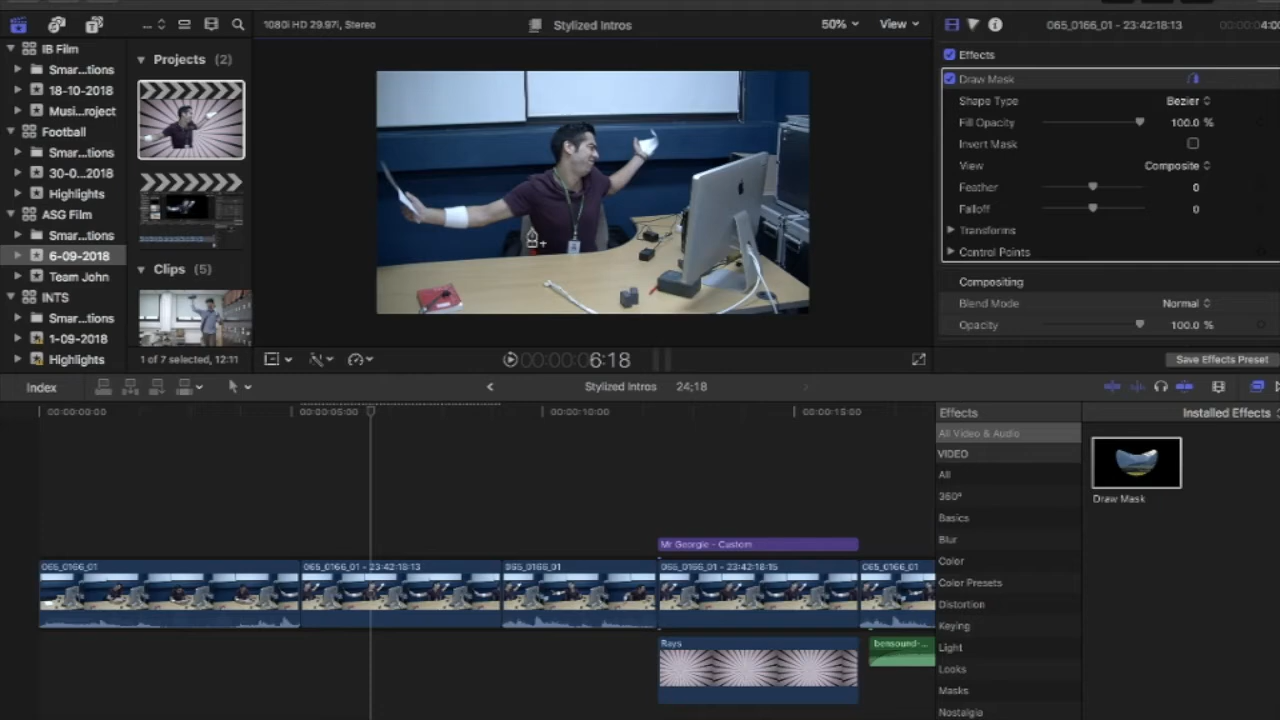 1080i HD 29.97i, Stereo
Stylized Intros
50%
View
065_0166_01 - 23:42:18:13
IB Film
Smar...tions
18-10-2018
Musi...roject
Football
Smar...tions
30-0...2018
Highlights
ASG Film
Smar...tions
6-09-2018
Team John
INTS
Smar...tions
1-09-2018
Highlights
Projects (2)
Clips (5)
1 of 7 selected, 12:11
00:00:06:18
Effects
Draw Mask
Shape Type
Bezier
Fill Opacity
100.0 %
Invert Mask
View
Composite
Feather
0
Falloff
0
Transforms
Control Points
Compositing
Blend Mode
Normal
Opacity
100.0 %
Save Effects Preset
Index
Stylized Intros
24;18
00:00:00:00
00:00:05:00
00:00:10:00
00:00:15:00
Mr Georgie - Custom
065_0166_01
065_0166_01 - 23:42:18:13
065_0166_01
065_0166_01 - 23:42:18:15
065_0166_01
Rays
bensound-...
Effects
Installed Effects
All Video & Audio
VIDEO
All
360°
Basics
Blur
Color
Color Presets
Distortion
Keying
Light
Looks
Masks
Nostalgia
Draw Mask